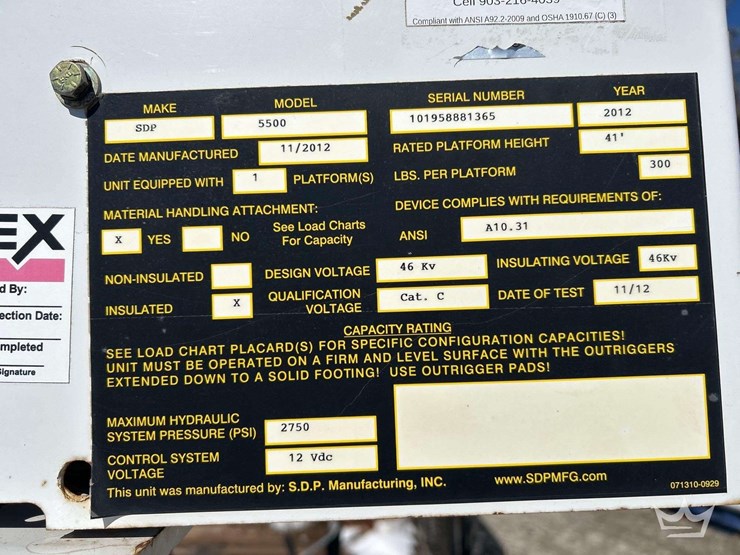 Cell 903-216-4039
Compliant with ANSI A92.2-2009 and OSHA 1910.67 (C) (3)
MAKE MODEL SERIAL NUMBER YEAR
SDP 5500 101958881365 2012
DATE MANUFACTURED 11/2012 RATED PLATFORM HEIGHT 41'
UNIT EQUIPPED WITH 1 PLATFORM(S) LBS. PER PLATFORM 300
MATERIAL HANDLING ATTACHMENT: DEVICE COMPLIES WITH REQUIREMENTS OF:
X YES NO See Load Charts
For Capacity
ANSI A10.31
NON-INSULATED DESIGN VOLTAGE 46 Kv INSULATING VOLTAGE 46Kv
INSULATED X QUALIFICATION
VOLTAGE Cat. C DATE OF TEST 11/12
CAPACITY RATING
SEE LOAD CHART PLACARD(S) FOR SPECIFIC CONFIGURATION CAPACITIES!
UNIT MUST BE OPERATED ON A FIRM AND LEVEL SURFACE WITH THE OUTRIGGERS
EXTENDED DOWN TO A SOLID FOOTING! USE OUTRIGGER PADS!
MAXIMUM HYDRAULIC
SYSTEM PRESSURE (PSI) 2750
CONTROL SYSTEM
VOLTAGE 12 Vdc
This unit was manufactured by: S.D.P. Manufacturing, INC. www.SDPMFG.com 071310-0929
EX
d By:
ection Date:
mpleted
Signature